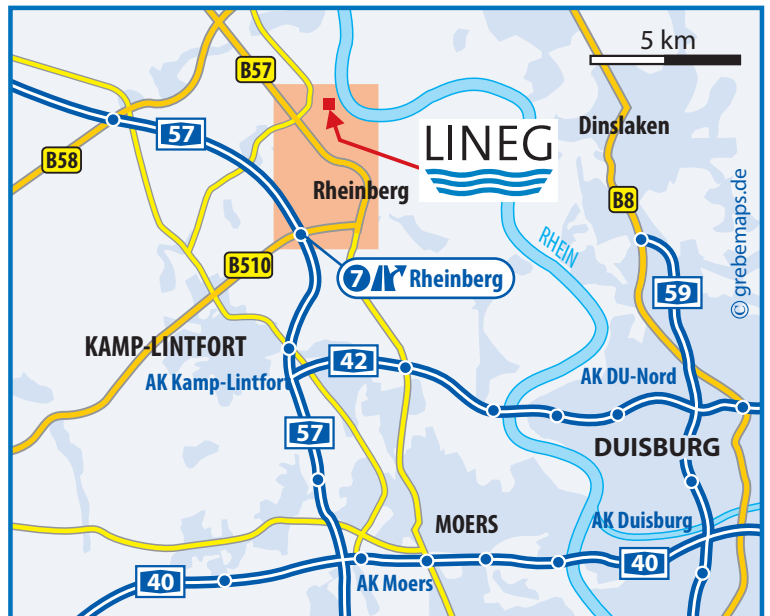 5 km
B57
57
LINEG
Dinslaken
B58
Rheinberg
B8
RHEIN
B510
7 Rheinberg
59
© grebemaps.de
KAMP-LINTFORT
42
AK Kamp-Lintfort
AK DU-Nord
57
DUISBURG
MOERS
AK Duisburg
40
AK Moers
40